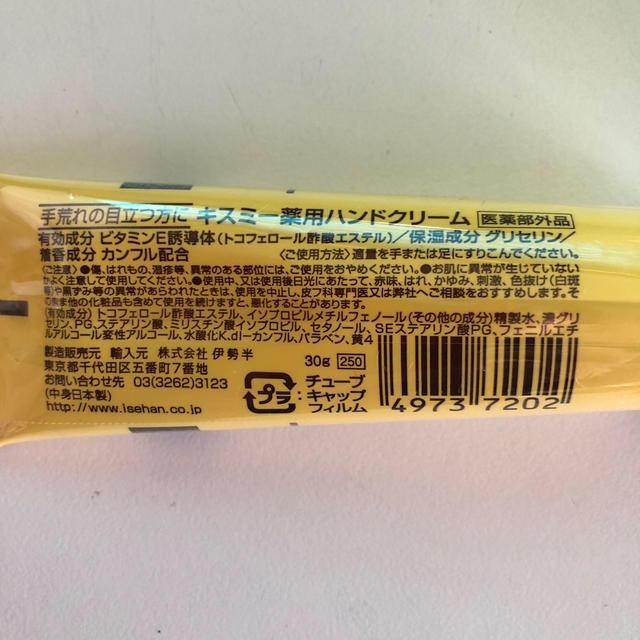 手荒れの目立つ方に キスミー薬用ハンドクリーム 医薬部外品
有効成分 ビタミンE誘導体(トコフェロール酢酸エステル)/保湿成分 グリセリン/
着香成分 カンフル配合 〈ご使用方法〉適量を手または足にすりこんでください。
〈ご注意〉●傷、はれもの、湿疹等、異常のある部位には、ご使用をおやめください。●お肌に異常が生じていない
かよく注意して使用してください。●使用中、又は使用後日光にあたって、赤味、はれ、かゆみ、刺激、色抜け(白斑
等)や黒ずみ等の異常があらわれたときは、使用を中止し、皮フ科専門医又は弊社へご相談をおすすめします。そ
のまま他の化粧品も含めて使用を続けますと、悪化することがあります。
(有効成分)トコフェロール酢酸エステル、イソプロピルメチルフェノール(その他の成分)精製水、濃グリ
セリン、PG、ステアリン酸、ミリスチン酸イソプロピル、セタノール、SEステアリン酸PG、フェニルエチ
ルアルコール変性アルコール、水酸化K、dl-カンフル、パラベン、黄4
製造販売元 輸入元 株式会社 伊勢半 30g 250
東京都千代田区五番町7番地
お問い合わせ先 03(3262)3123
(中身日本製)
http://www.isehan.co.jp
プラ
:チューブ
:キャップ
フィルム
4973 7202